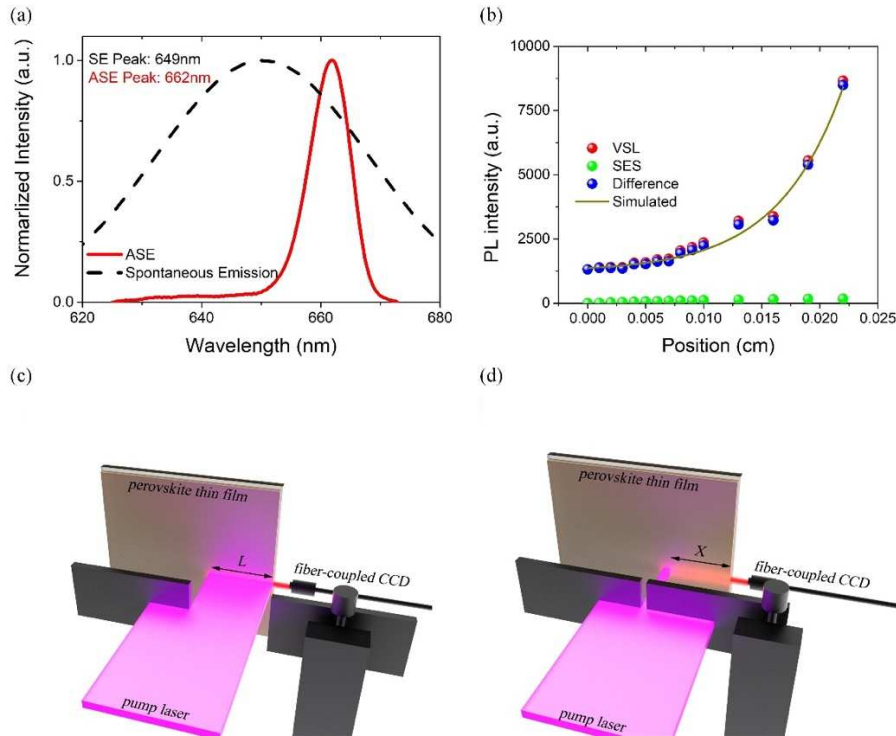 (a)
Normarlized Intensity (a.u.)
1.0
0.5
0.0
SE Peak: 649nm
ASE Peak: 662nm
ASE
Spontaneous Emission
620
640
660
680
Wavelength (nm)
(b)
PL intensity (a.u.)
10000
7500
5000
2500
0
VSL
SES
Difference
Simulated
0.000
0.005
0.010
0.015
0.020
0.025
Position (cm)
(c)
perovskite thin film
L
fiber-coupled CCD
pump laser
(d)
perovskite thin film
X
fiber-coupled CCD
pump laser